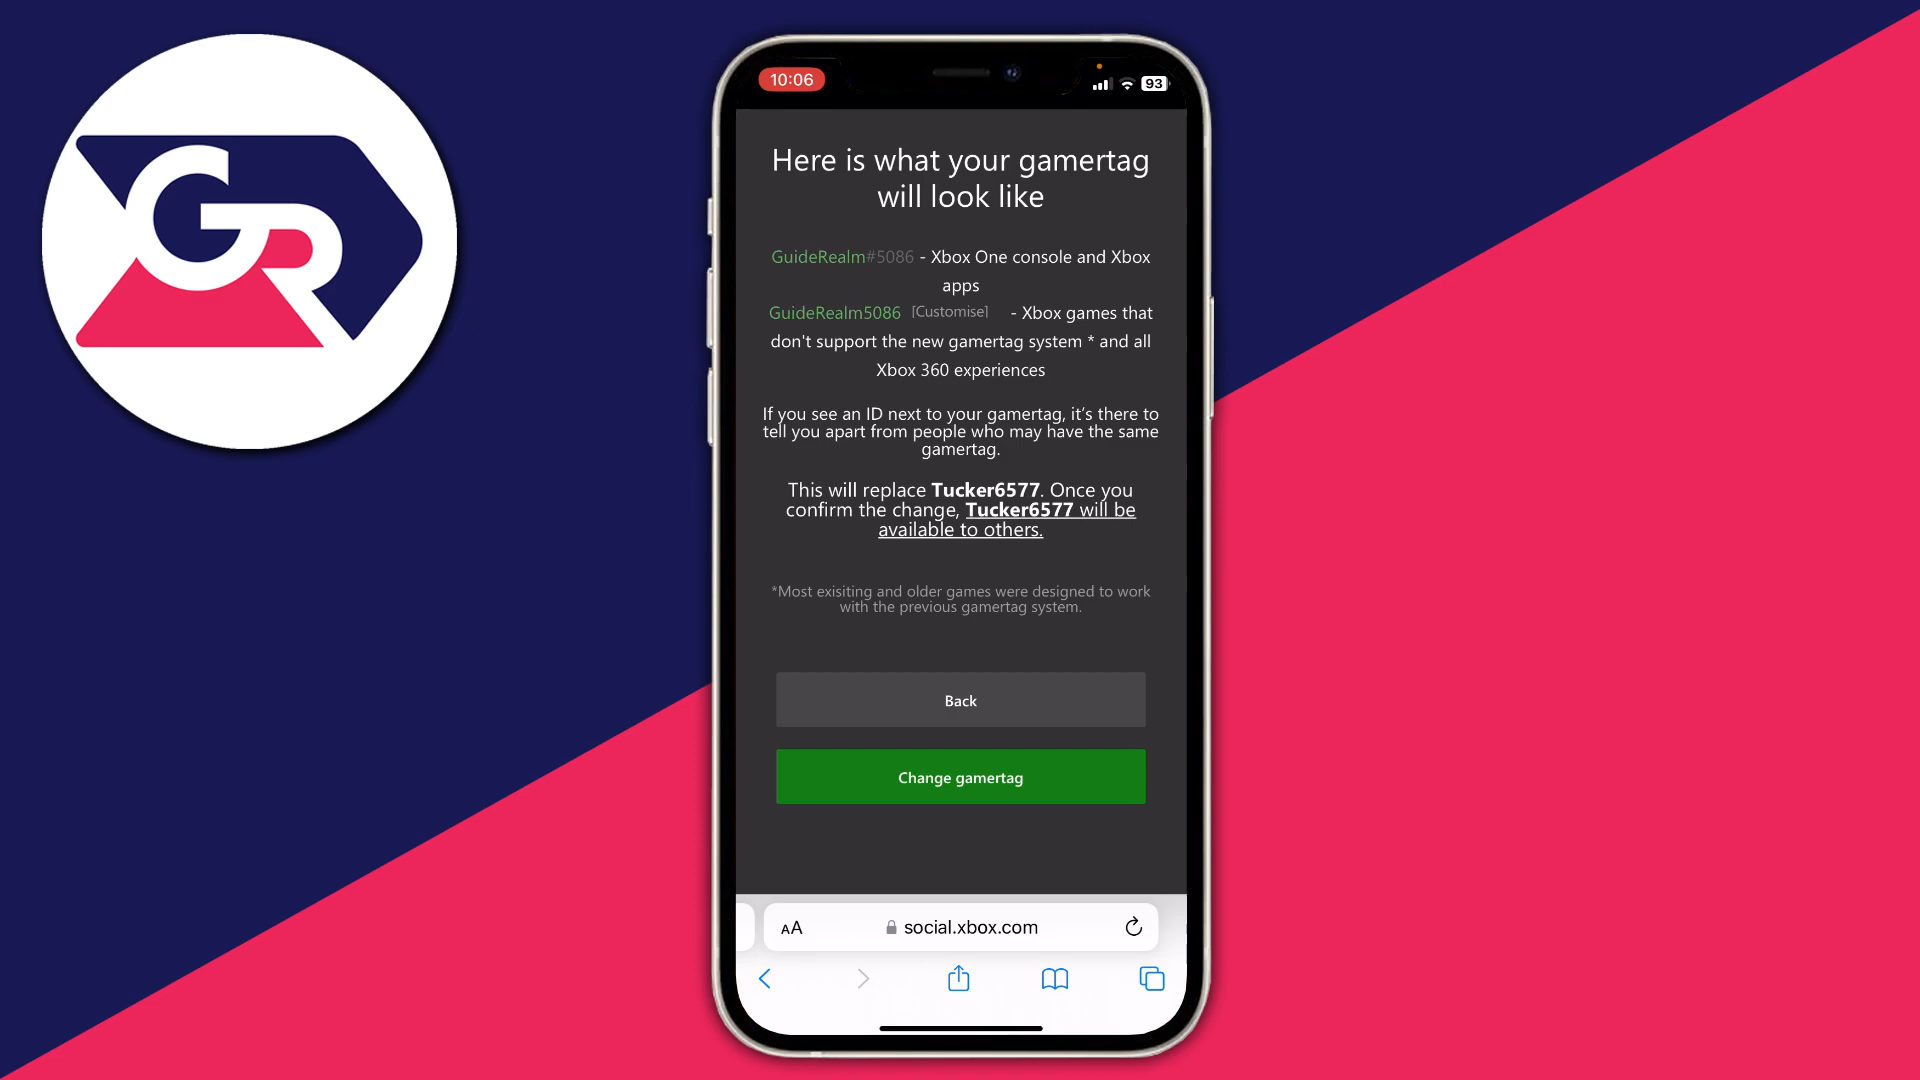 GR
10:06
93
Here is what your gamertag
will look like
GuideRealm#5086 - Xbox One console and Xbox
apps
GuideRealm5086 [Customise] - Xbox games that
don't support the new gamertag system * and all
Xbox 360 experiences
If you see an ID next to your gamertag, it’s there to
tell you apart from people who may have the same
gamertag.
This will replace Tucker6577. Once you
confirm the change, Tucker6577 will be
available to others.
*Most exisiting and older games were designed to work
with the previous gamertag system.
Back
Change gamertag
AA social.xbox.com